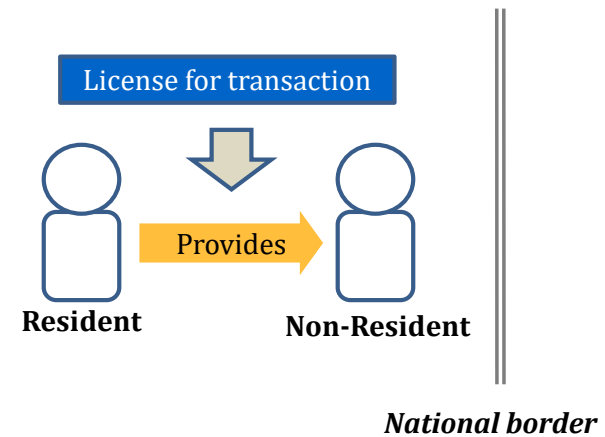 License for transaction
Provides
Resident
Non-Resident
National border